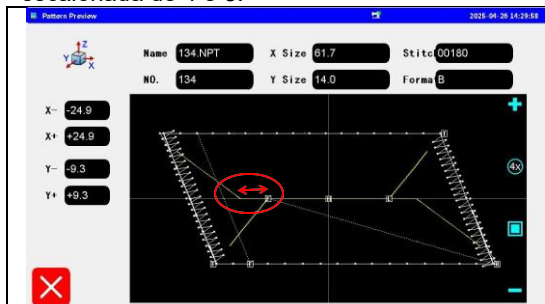 Pattern Preview 2025-04-26 14:29:58
Z
Y
X
Name 134.NPT X Size 61.7 Stitc 00180
NO. 134 Y Size 14.0 Forma B
X- -24.9
X+ +24.9
4x
Y- -9.3
Y+ +9.3